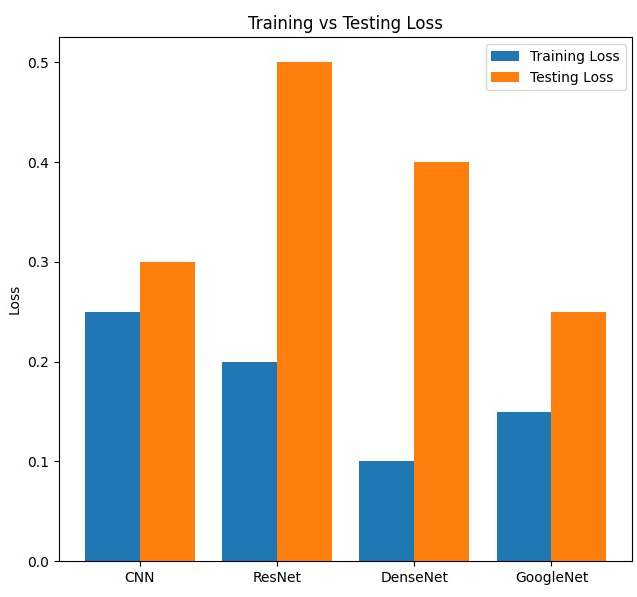 Training vs Testing Loss
Training Loss
Testing Loss
0.5
0.4
0.3
0.2
0.1
0.0
Loss
CNN ResNet DenseNet GoogleNet